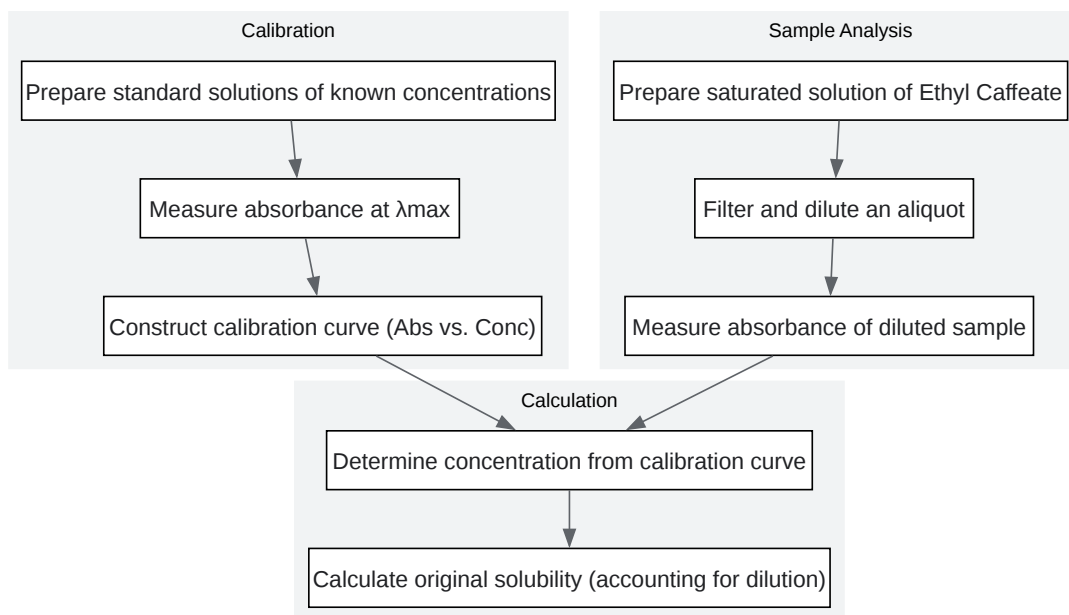 Calibration
Prepare standard solutions of known concentrations
Measure absorbance at λmax
Construct calibration curve (Abs vs. Conc)
Sample Analysis
Prepare saturated solution of Ethyl Caffeate
Filter and dilute an aliquot
Measure absorbance of diluted sample
Calculation
Determine concentration from calibration curve
Calculate original solubility (accounting for dilution)